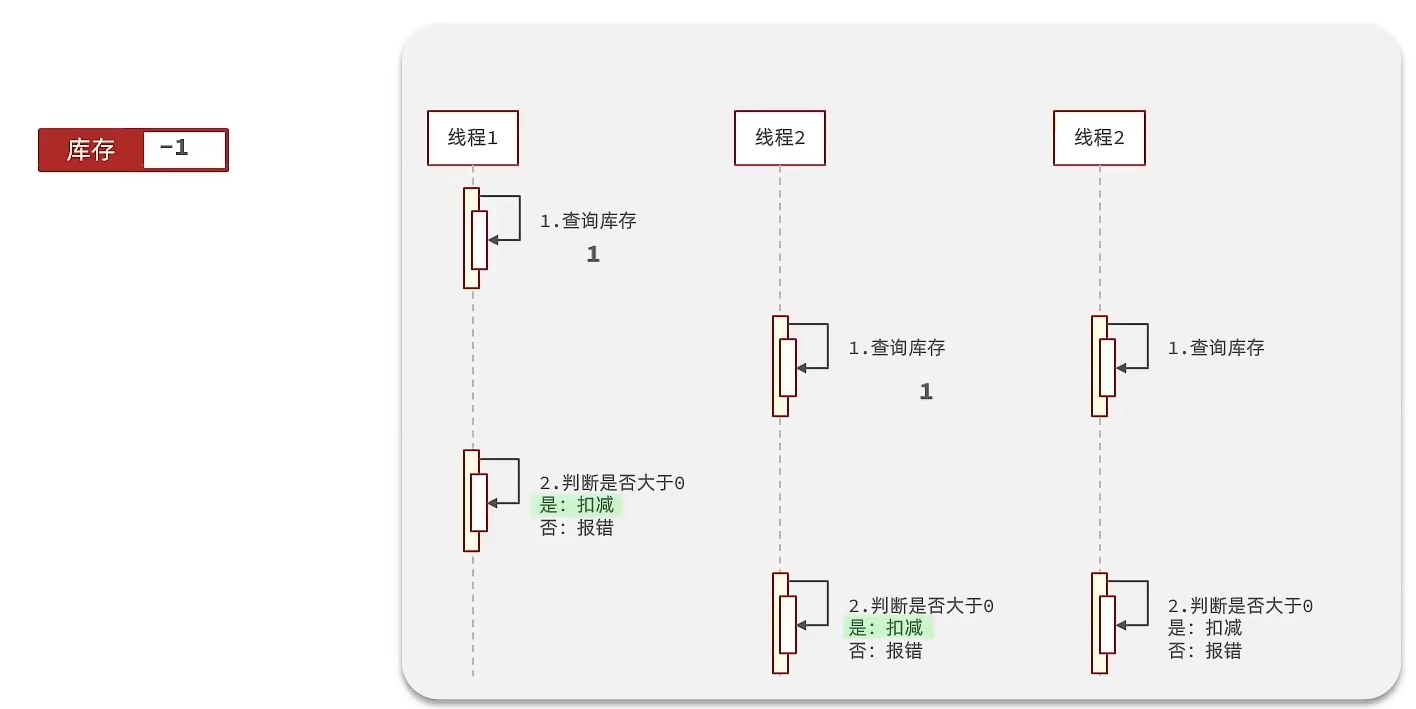 库存 -1
线程1
线程2
线程2
1.查询库存
1
1.查询库存
1
1.查询库存
2.判断是否大于0
是: 扣减
否: 报错
2.判断是否大于0
是: 扣减
否: 报错
2.判断是否大于0
是: 扣减
否: 报错